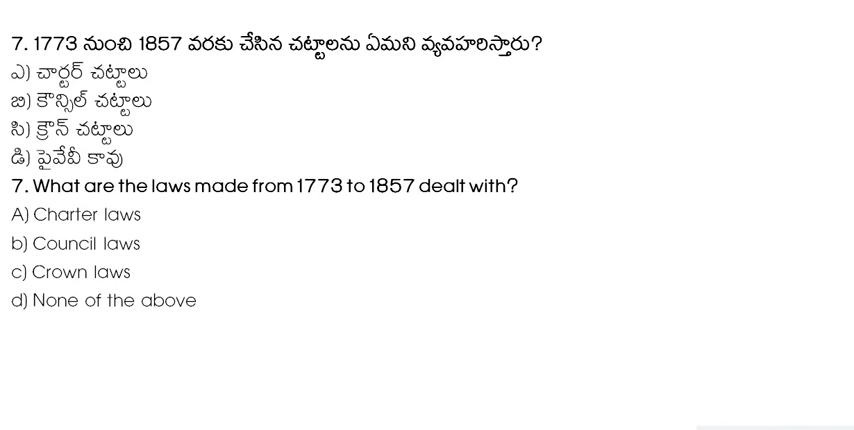 7. 1773 నుంచి 1857 వరకు చేసిన చట్టాలను ఏమని వ్యవహరిస్తారు?
ఎ) చార్టర్ చట్టాలు
బి) కౌన్సిల్ చట్టాలు
సి) క్రౌన్ చట్టాలు
డి) పైవేవీ కావు
7. What are the laws made from 1773 to 1857 dealt with?
A) Charter laws
b) Council laws
c) Crown laws
d) None of the above